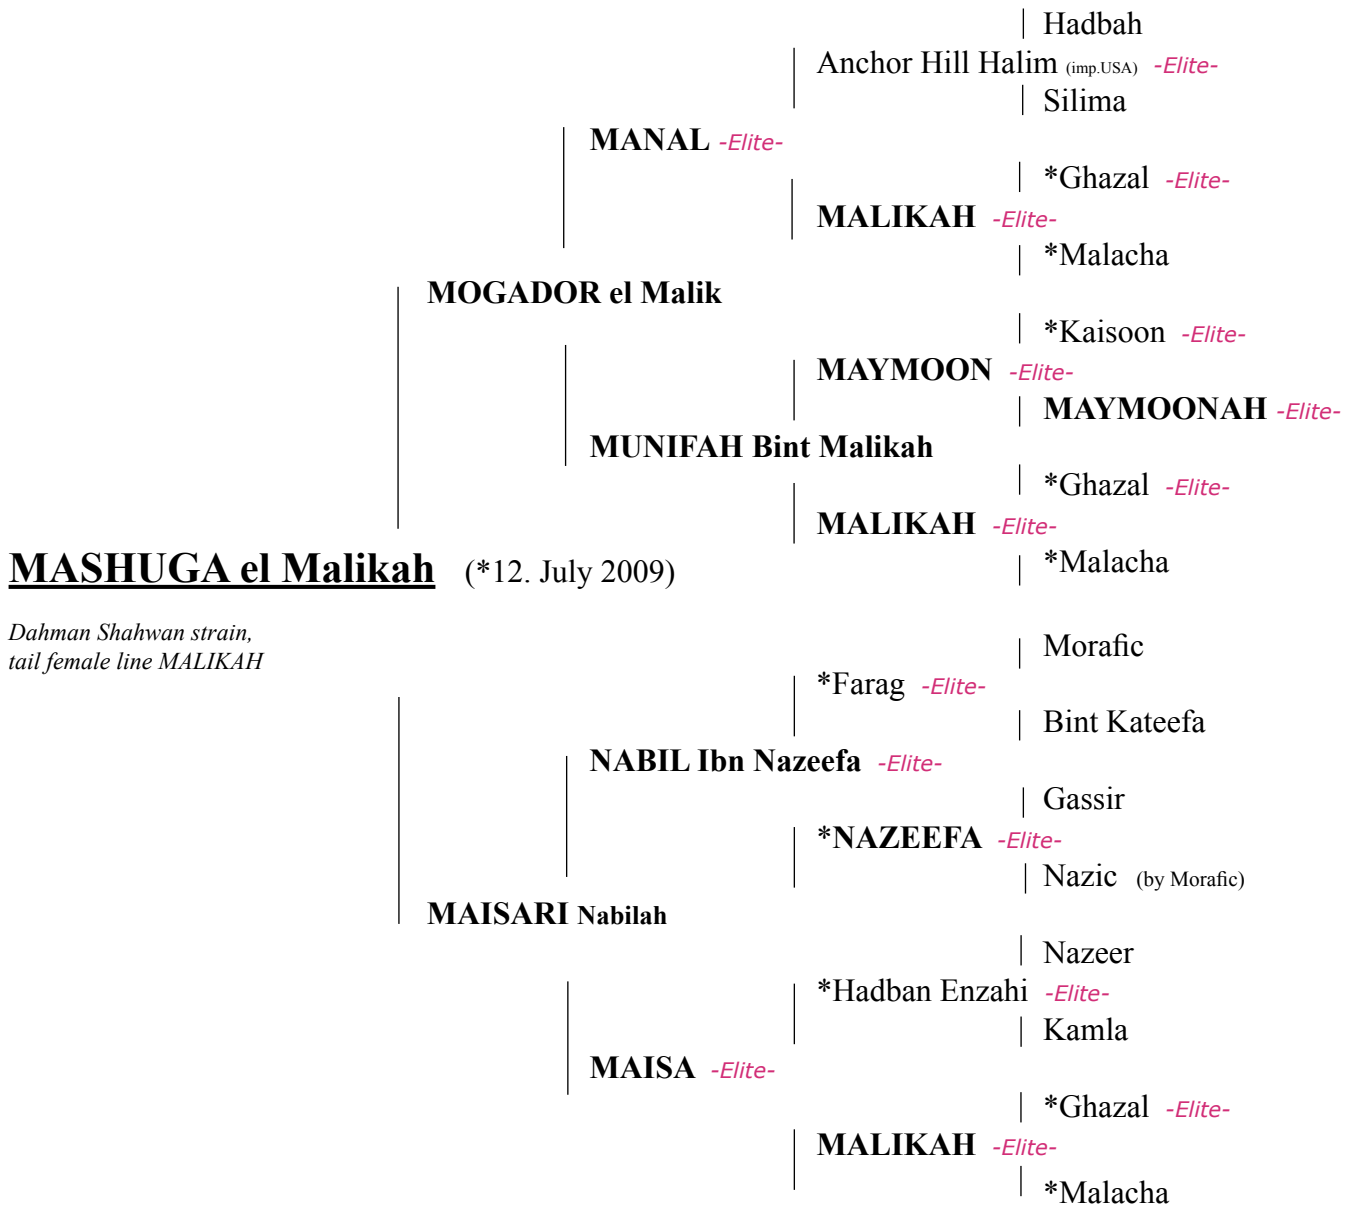 Hadbah
Anchor Hill Halim (imp.USA) -Elite-
Silima
MANAL -Elite-
*Ghazal -Elite-
MALIKAH -Elite-
*Malacha
MOGADOR el Malik
*Kaisoon -Elite-
MAYMOON -Elite-
MAYMOONAH -Elite-
MUNIFAH Bint Malikah
*Ghazal -Elite-
MALIKAH -Elite-
*Malacha
MASHUGA el Malikah (*12. July 2009)
Dahman Shahwan strain,
tail female line MALIKAH
Morafic
*Farag -Elite-
Bint Kateefa
NABIL Ibn Nazeefa -Elite-
Gassir
*NAZEEFA -Elite-
Nazic (by Morafic)
MAISARI Nabilah
Nazeer
*Hadban Enzahi -Elite-
Kamla
MAISA -Elite-
*Ghazal -Elite-
MALIKAH -Elite-
*Malacha